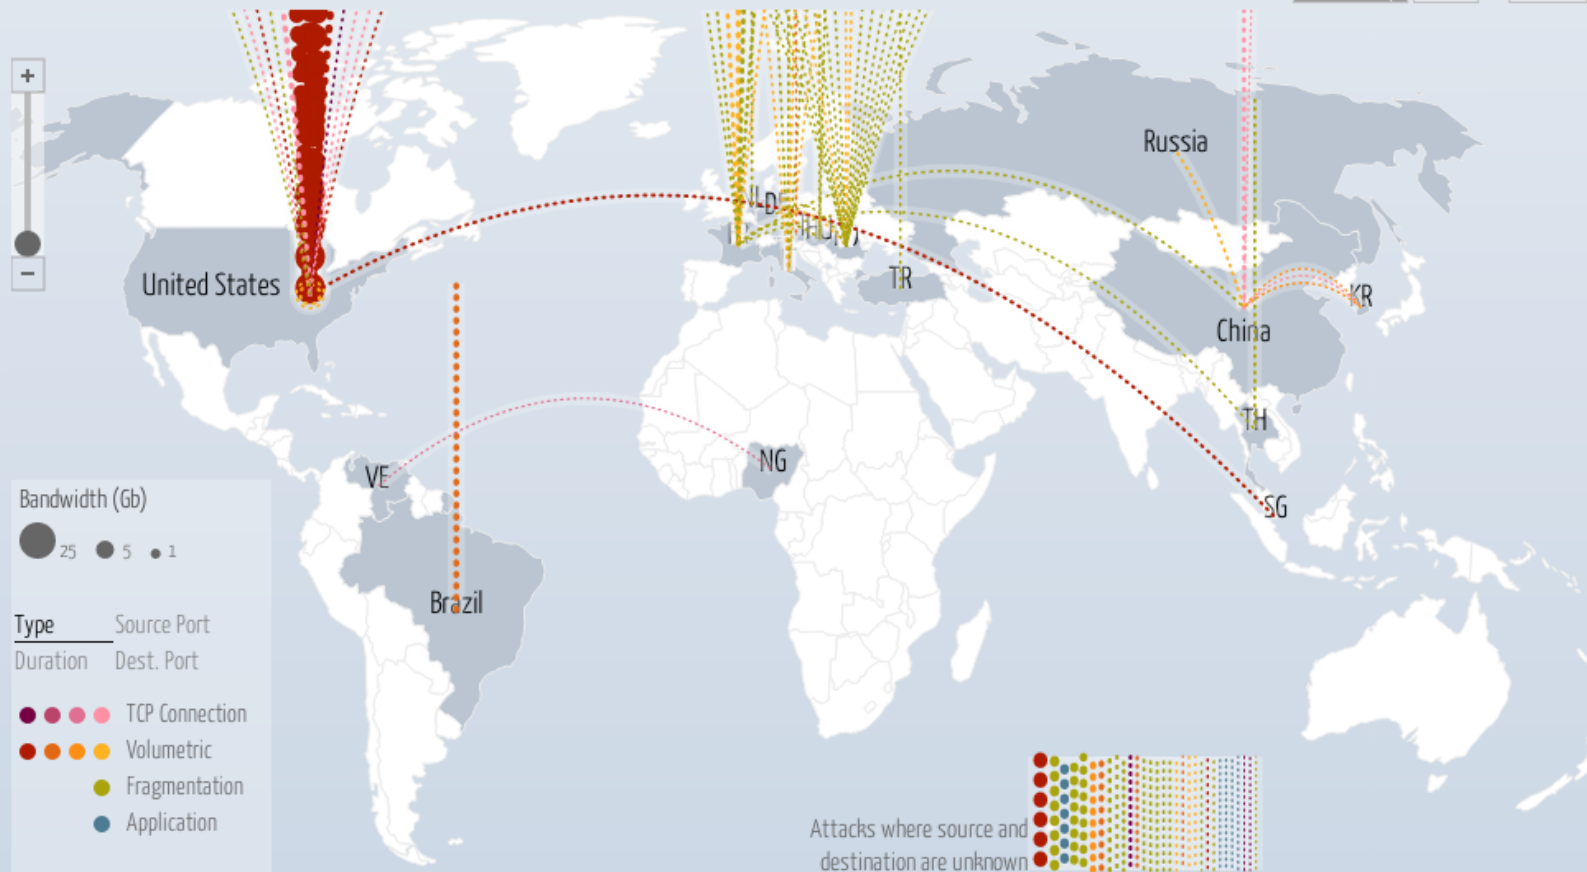 +
−
Russia
TR
United States
KR
China
TH
VE
NG
SG
Brazil
Bandwidth (Gb)
25 5 1
Type Source Port
Duration Dest. Port
TCP Connection
Volumetric
Fragmentation
Application
Attacks where source and
destination are unknown